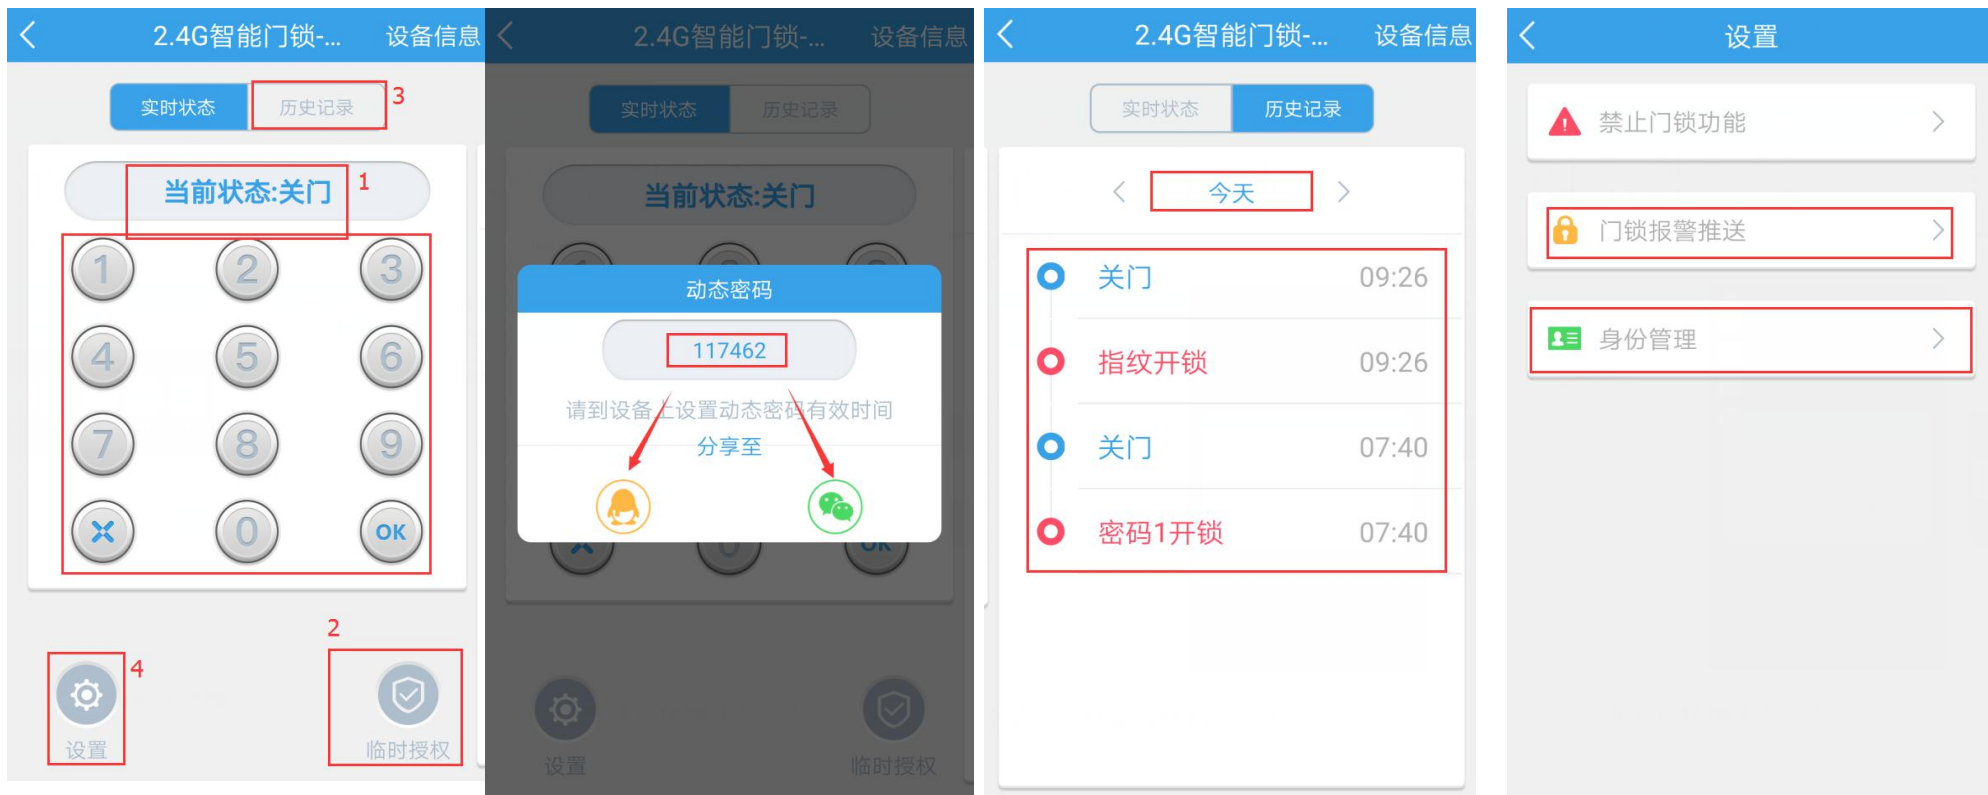 2.4G智能门锁-...
设备信息
实时状态
历史记录
3
当前状态:关门
1
1
2
3
4
5
6
7
8
9
0
OK
2
4
设置
临时授权
2.4G智能门锁-...
设备信息
实时状态
历史记录
当前状态:关门
动态密码
117462
请到设备上设置动态密码有效时间
分享至
0
OK
设置
临时授权
2.4G智能门锁-...
设备信息
实时状态
历史记录
今天
关门 09:26
指纹开锁 09:26
关门 07:40
密码1开锁 07:40
设置
禁止门锁功能
门锁报警推送
身份管理